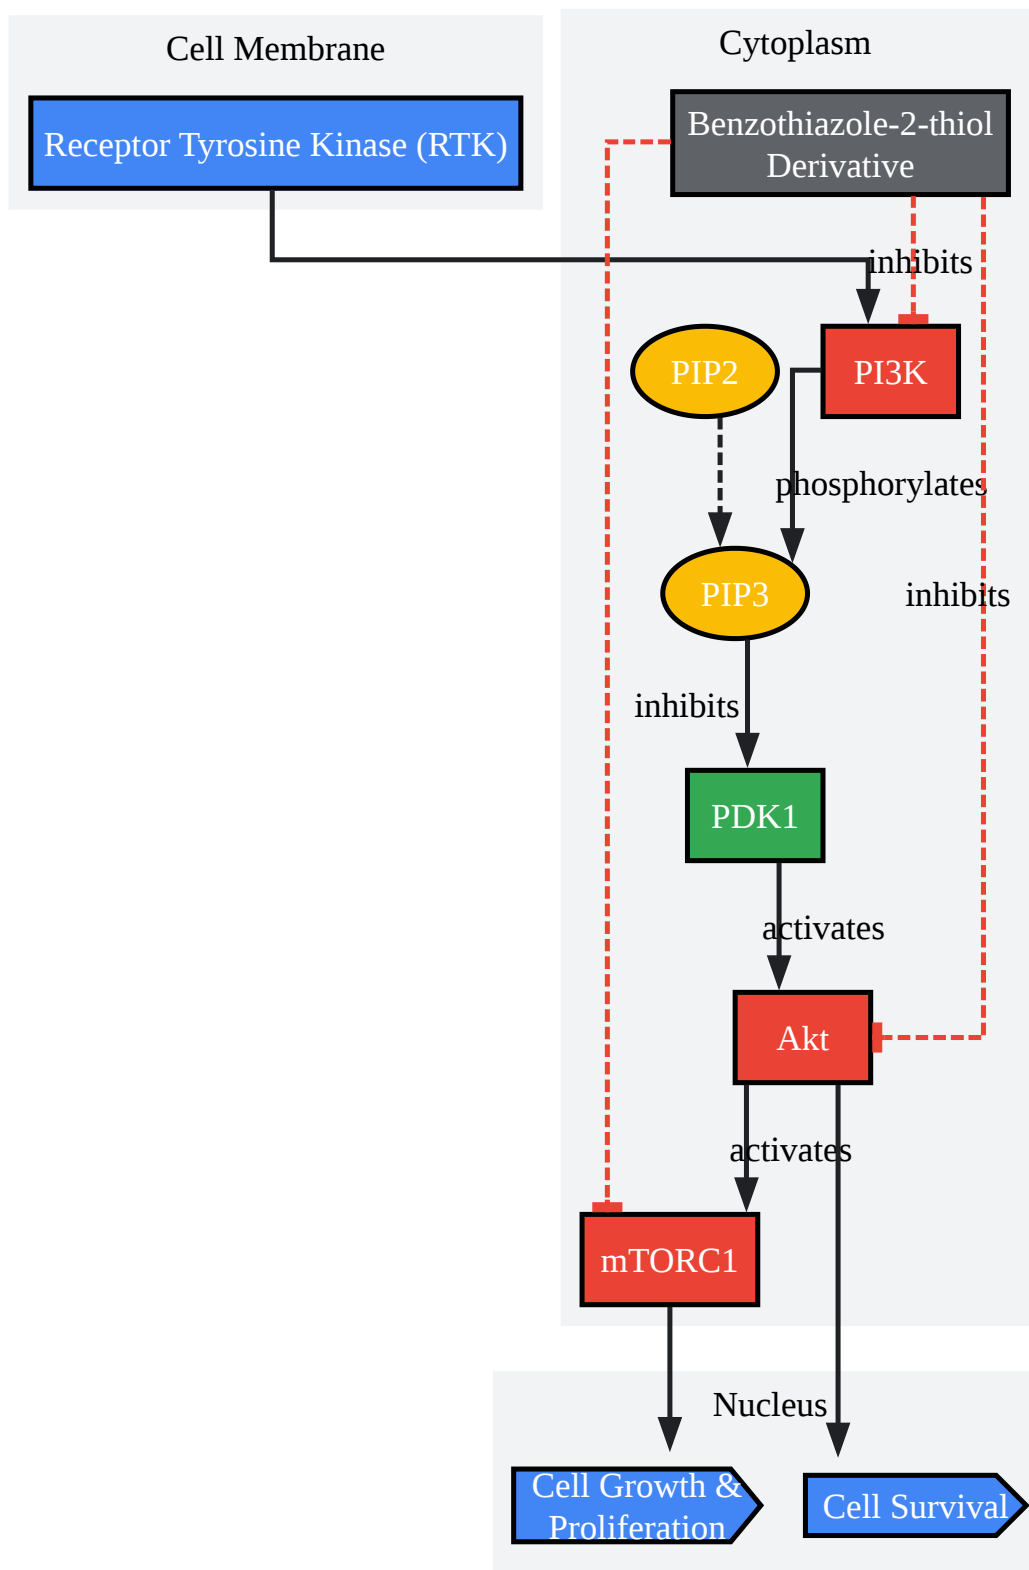 Cell Membrane
Cytoplasm
Receptor Tyrosine Kinase (RTK)
Benzothiazole-2-thiol
Derivative
inhibits
PIP2
PI3K
phosphorylates
PIP3
inhibits
inhibits
PDK1
activates
Akt
activates
mTORC1
Nucleus
Cell Growth &
Proliferation
Cell Survival